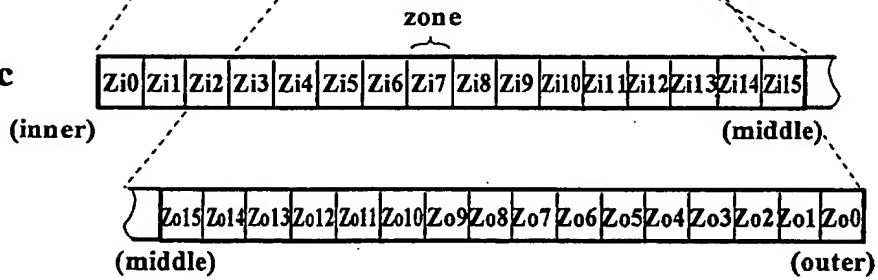 zone
c
Zi0 Zi1 Zi2 Zi3 Zi4 Zi5 Zi6 Zi7 Zi8 Zi9 Zi10 Zi11 Zi12 Zi13 Zi14 Zi15
(inner) (middle)
Zo15 Zo14 Zo13 Zo12 Zo11 Zo10 Zo9 Zo8 Zo7 Zo6 Zo5 Zo4 Zo3 Zo2 Zo1 Zo0
(middle) (outer)